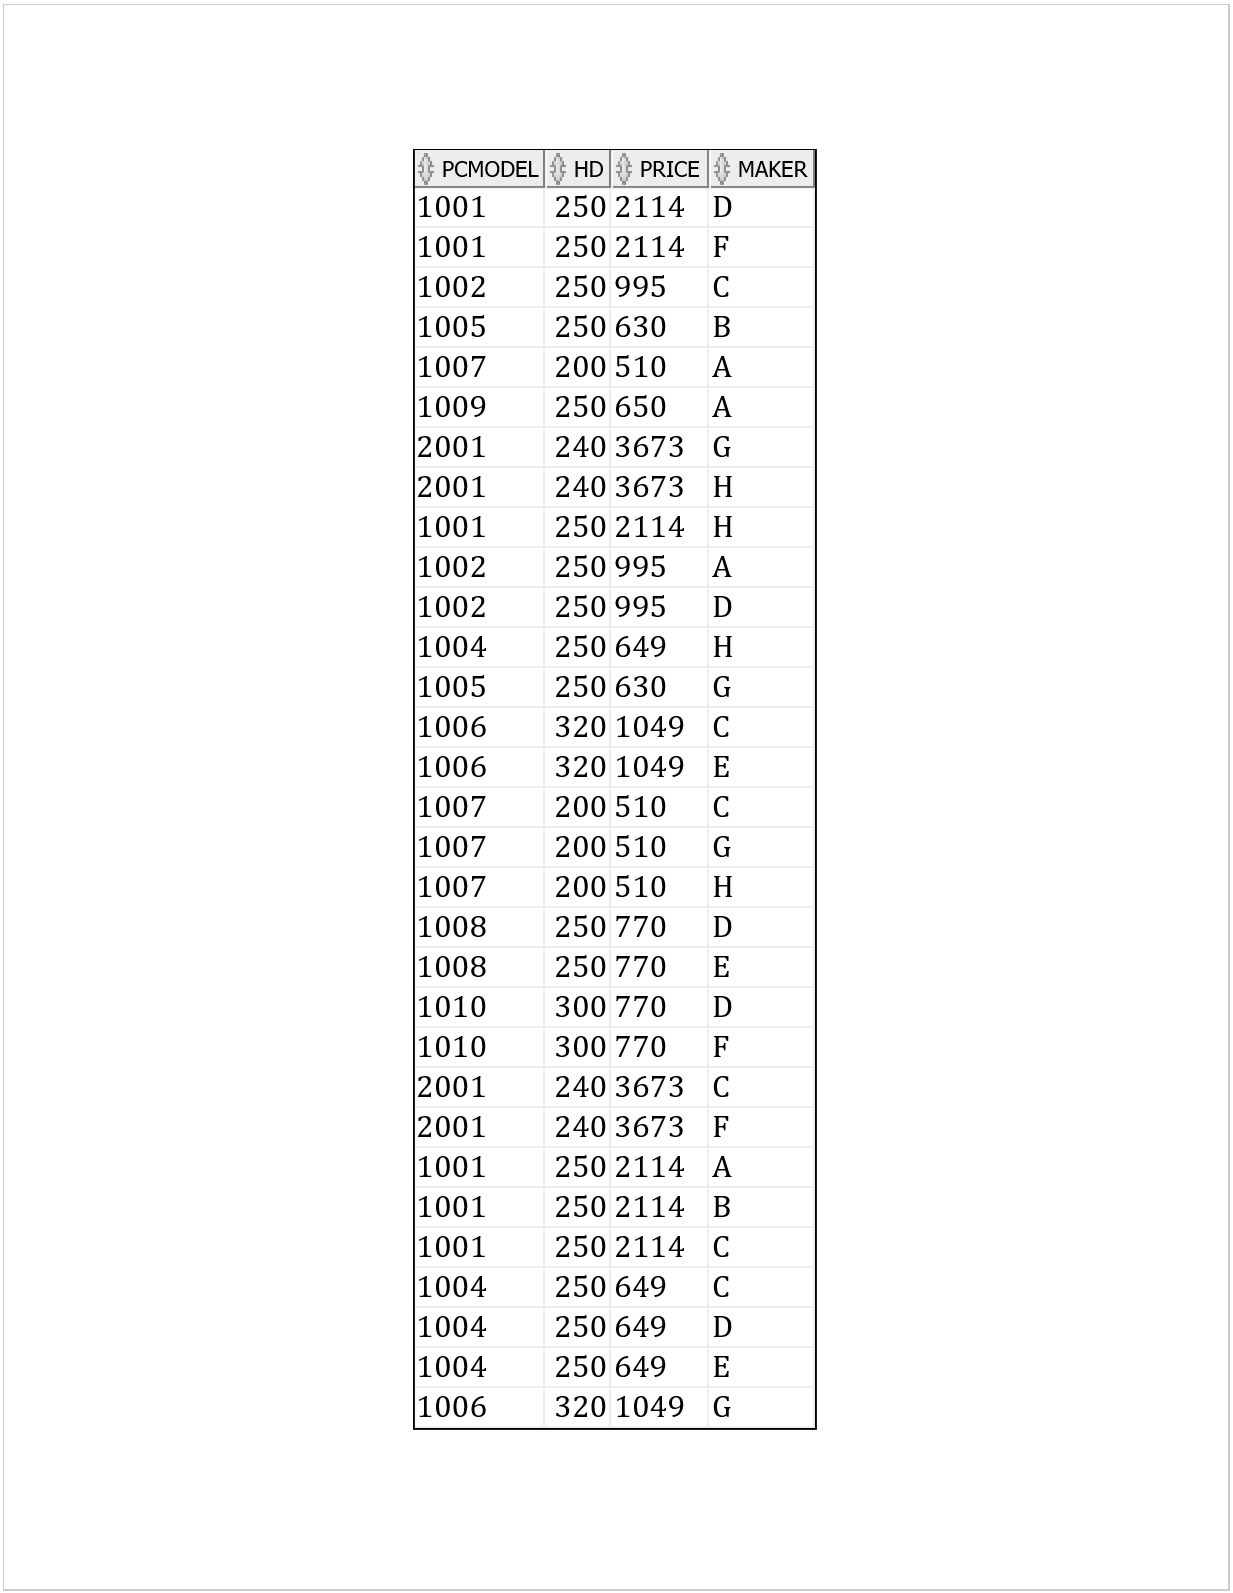 PCMODEL HD PRICE MAKER
1001 250 2114 D
1001 250 2114 F
1002 250 995 C
1005 250 630 B
1007 200 510 A
1009 250 650 A
2001 240 3673 G
2001 240 3673 H
1001 250 2114 H
1002 250 995 A
1002 250 995 D
1004 250 649 H
1005 250 630 G
1006 320 1049 C
1006 320 1049 E
1007 200 510 C
1007 200 510 G
1007 200 510 H
1008 250 770 D
1008 250 770 E
1010 300 770 D
1010 300 770 F
2001 240 3673 C
2001 240 3673 F
1001 250 2114 A
1001 250 2114 B
1001 250 2114 C
1004 250 649 C
1004 250 649 D
1004 250 649 E
1006 320 1049 G